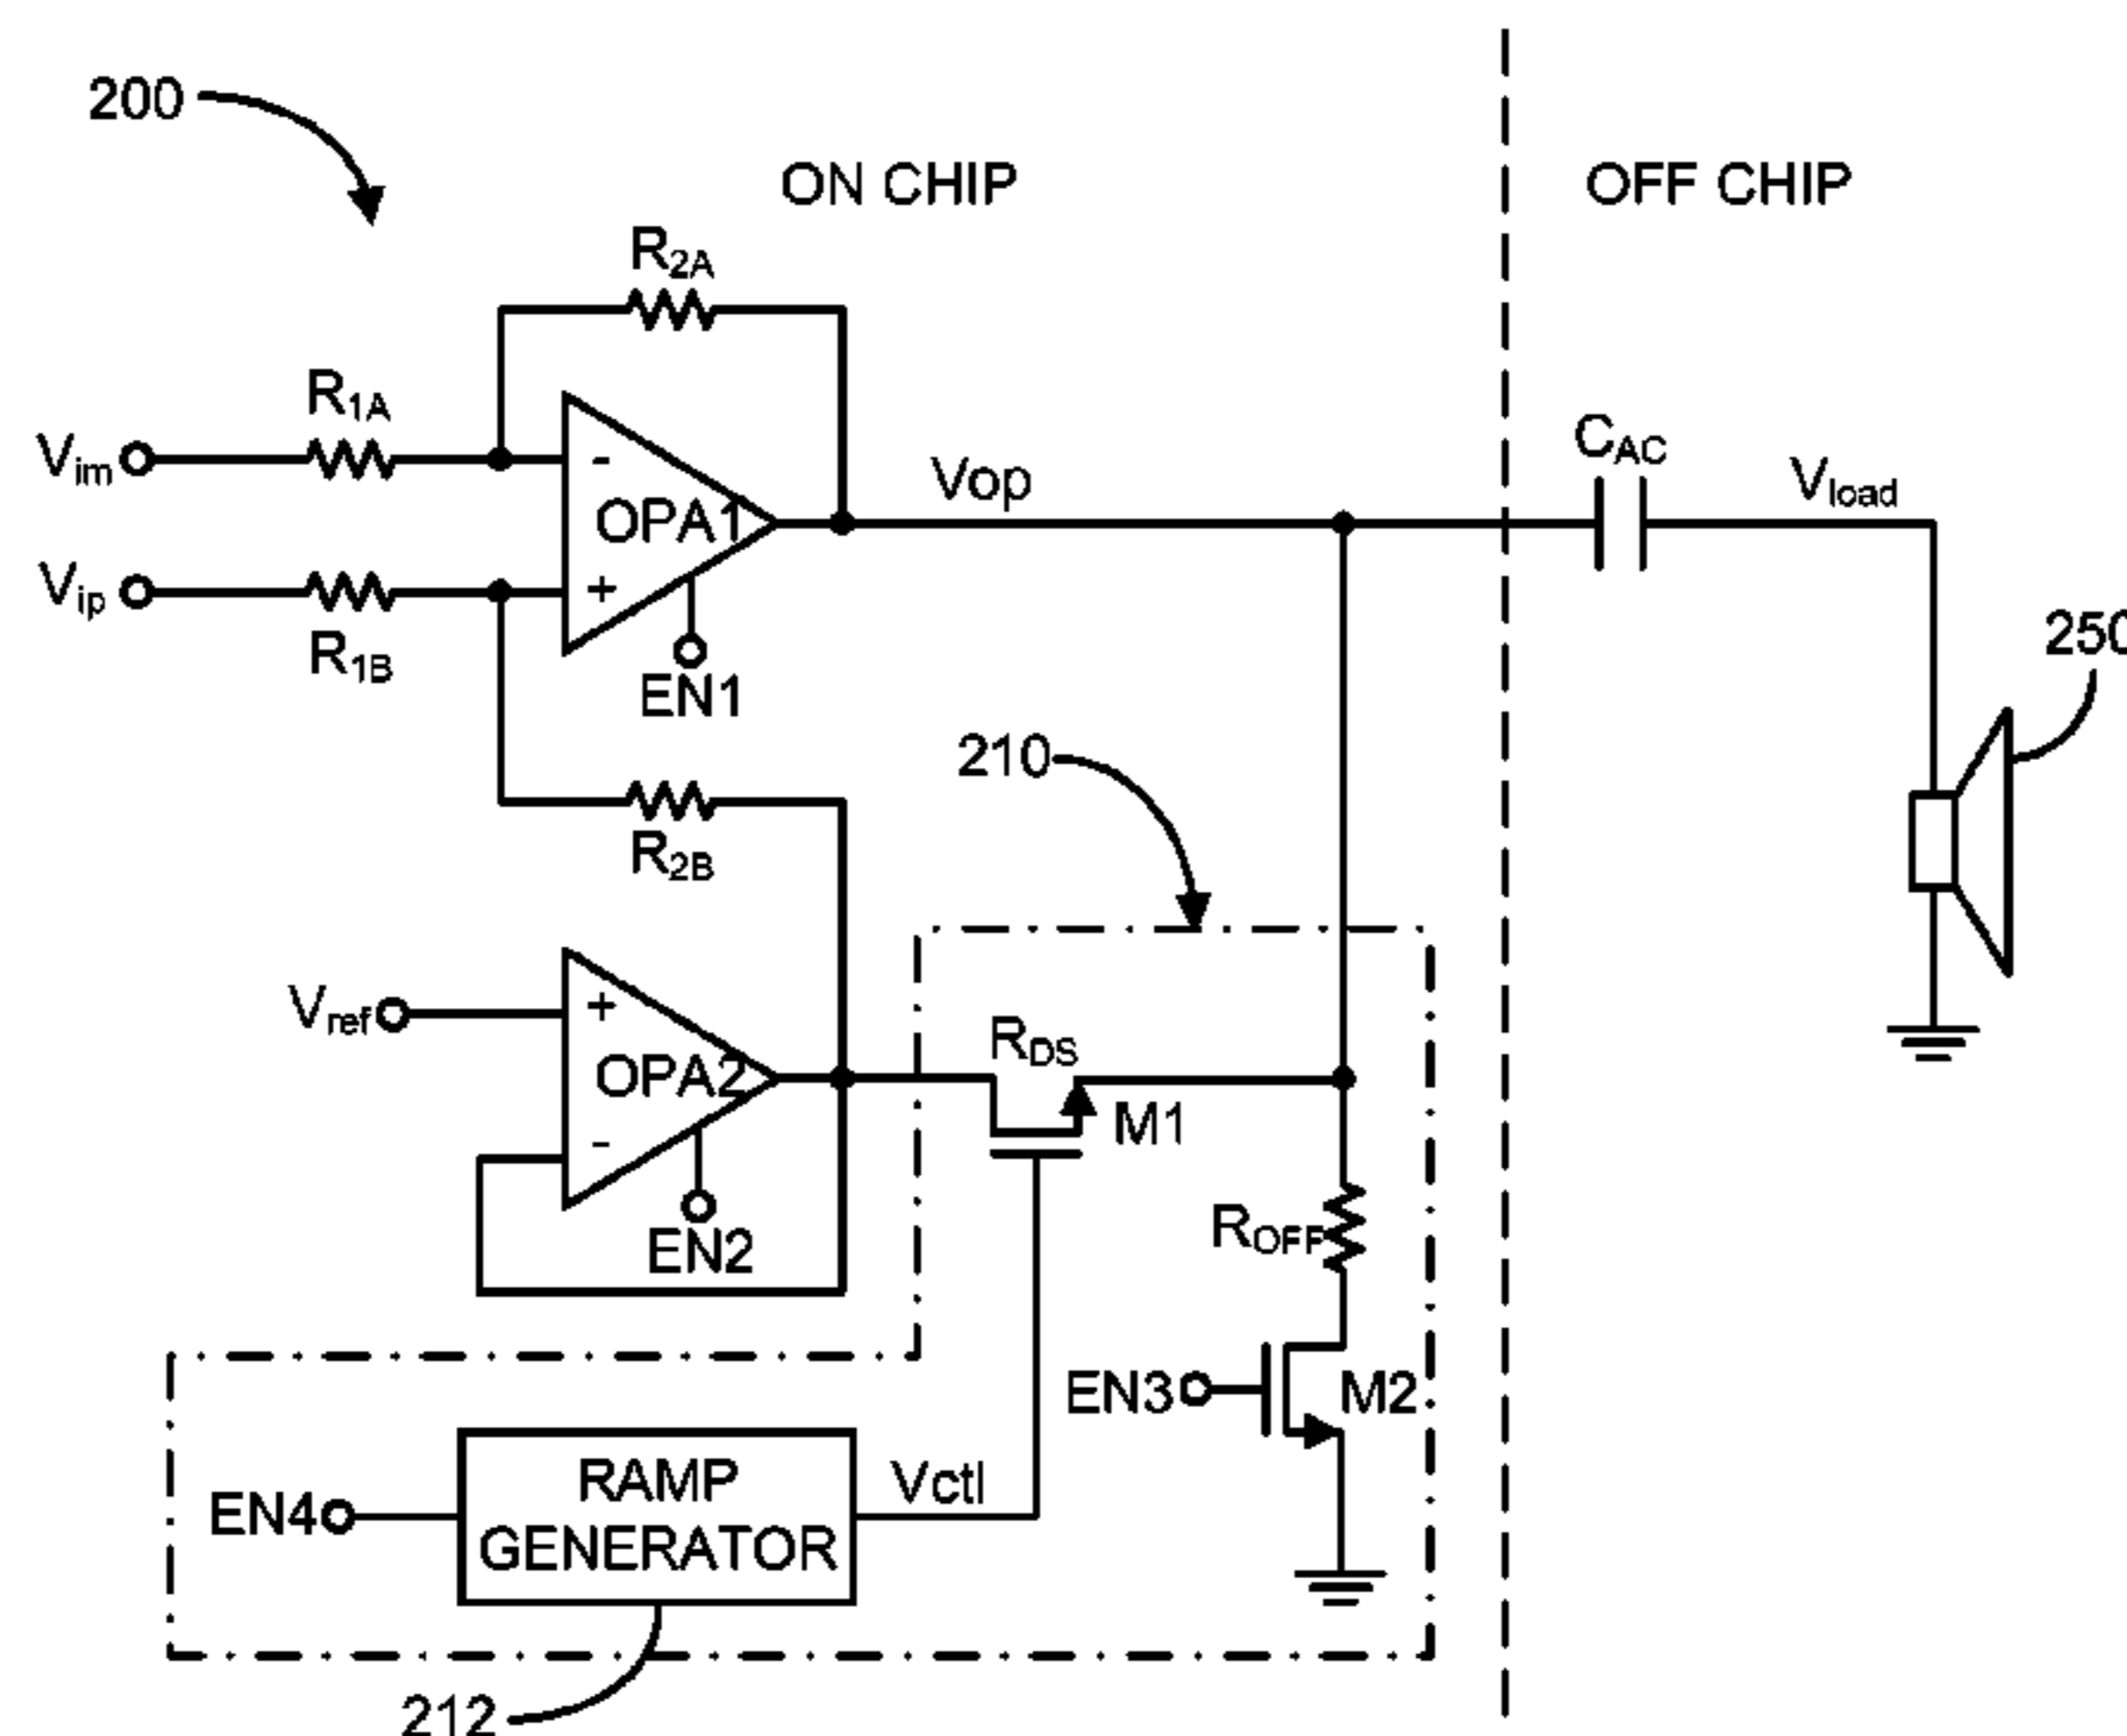 200
ON CHIP
OFF CHIP
R2A
R1A
Vim
-
OPA1
Vop
CAC
Vload
Vip
+
R1B
EN1
250
210
R2B
Vref
+
OPA2
RDS
M1
-
EN2
ROFF
EN3
M2
EN4
RAMP
GENERATOR
Vctl
212